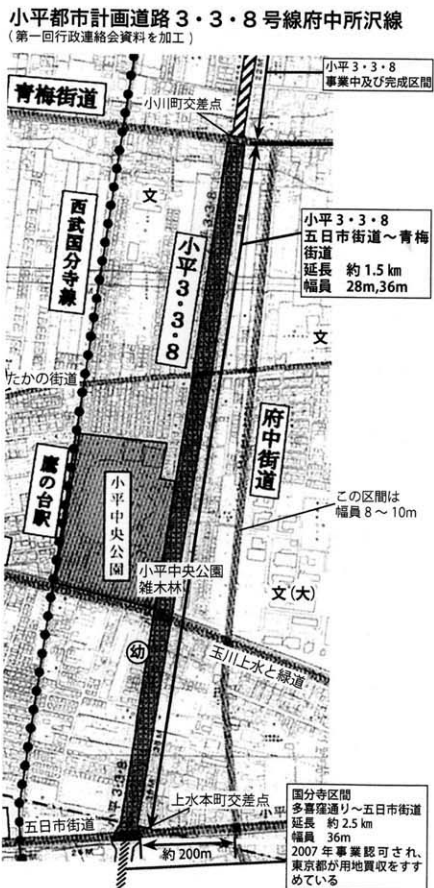 小平都市計画道路3・3・8号線府中所沢線
(第一回行政連絡会資料を加工)
小平3・3・8
事業中及び完成区間
青梅街道
小川町交差点
西武国分寺線
文
小平3・3・8
3・3・8
小平3・3・8
五日市街道～青梅
街道
延長 約1.5㎞
幅員 28m,36m
文
たかの街道
府中街道
鷹の台駅
小平中央公園
この区間は
幅員8～10m
小平中央公園
雑木林
文(大)
幼
玉川上水と緑道
小平3・3・8
上水本町交差点
五日市街道
約200m
国分寺区間
多喜窪通り～五日市街道
延長 約2.5㎞
幅員 36m
2007年事業認可され、
東京都が用地買収をすす
めている